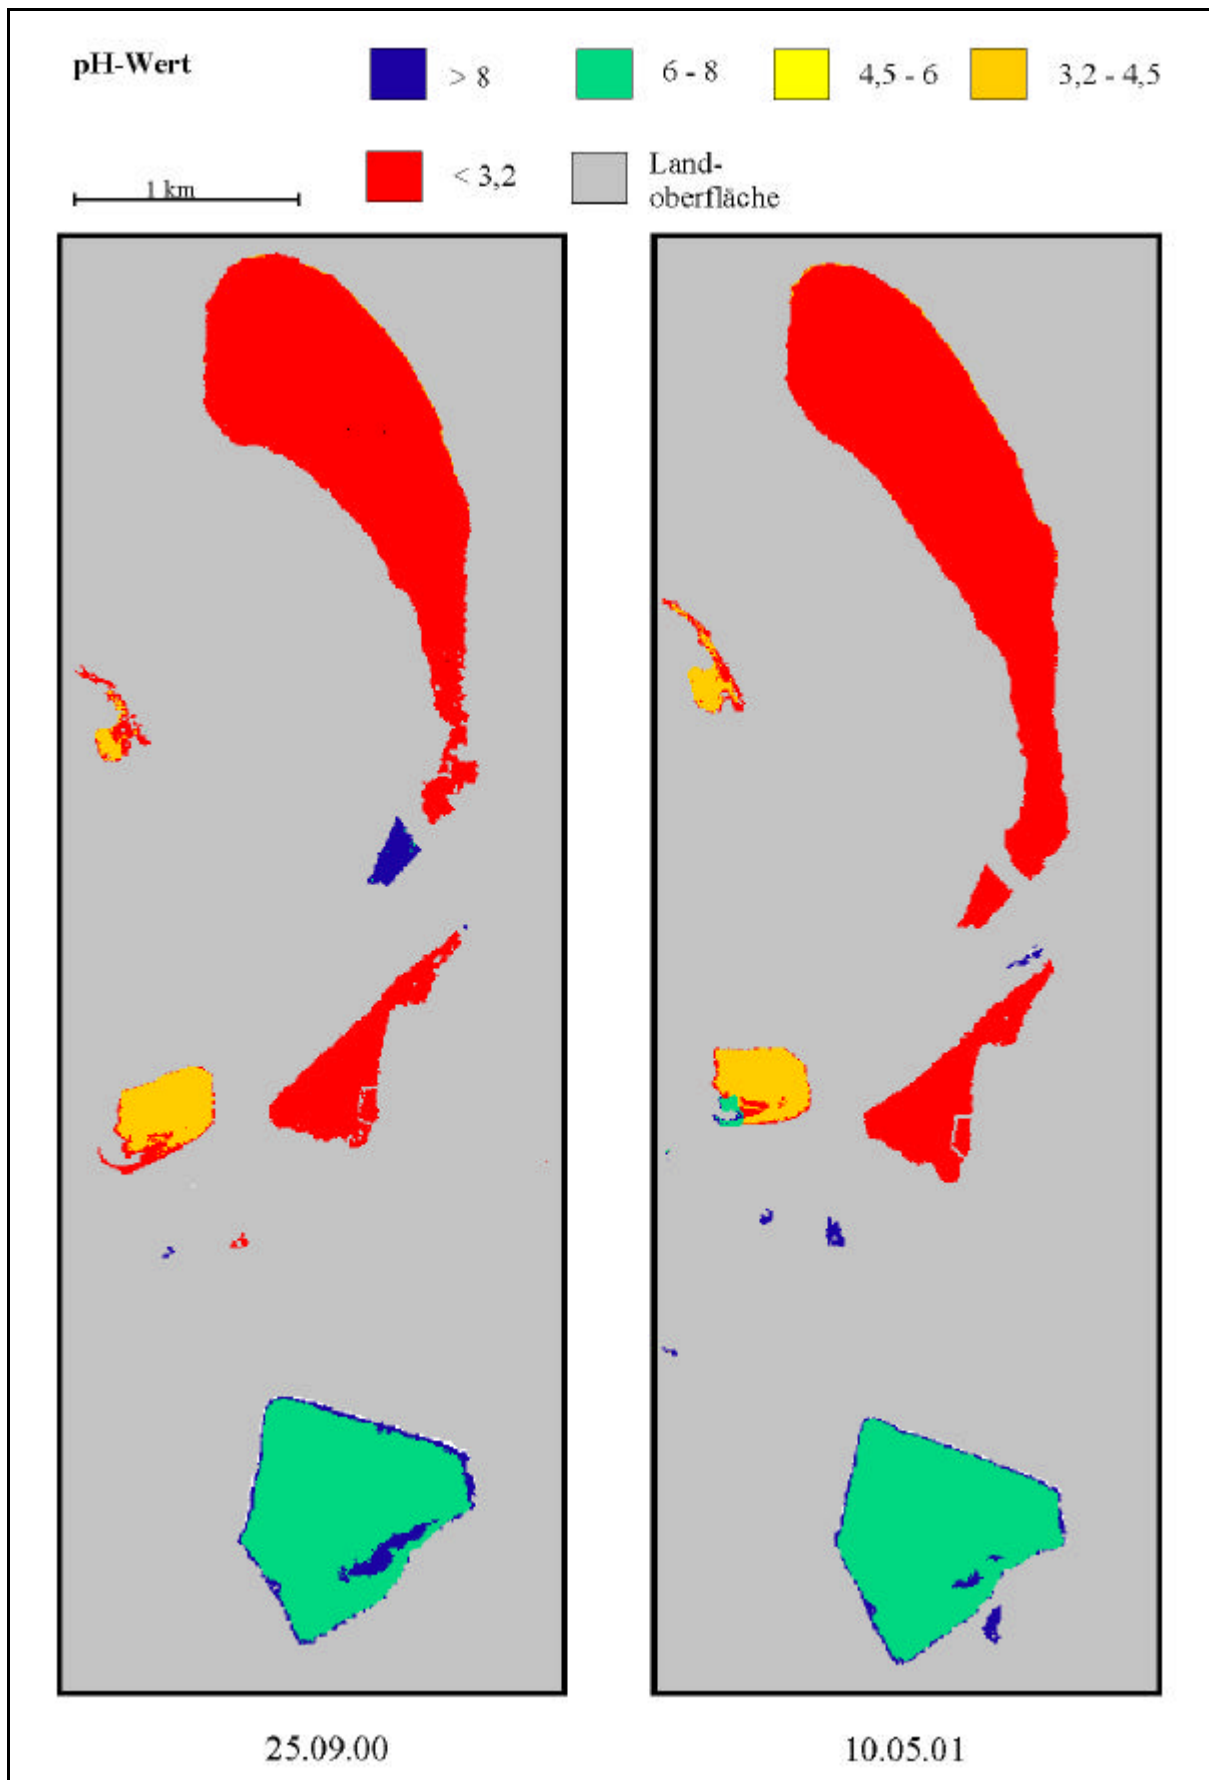 pH-Wert
> 8
6 - 8
4,5 - 6
3,2 - 4,5
1 km
< 3,2
Land-
oberfläche
25.09.00
10.05.01